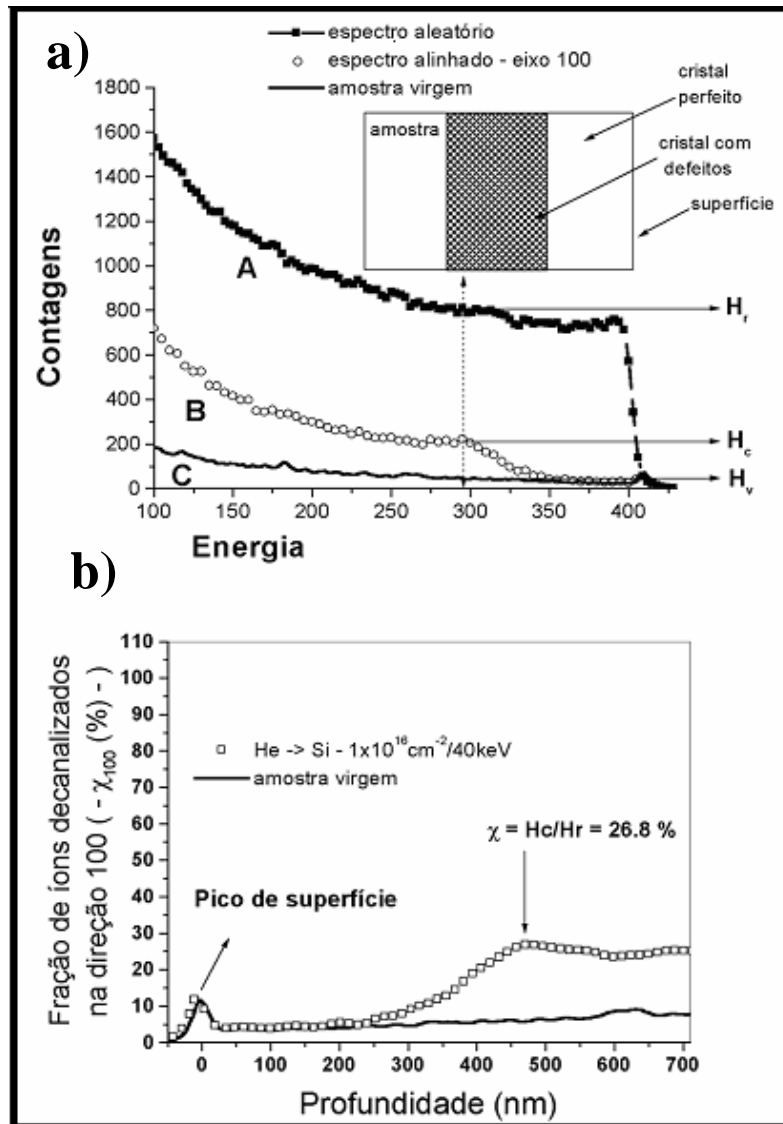 a)
espectro aleatório
espectro alinhado - eixo 100
amostra virgem
1800
1600
1400
1200
1000
800
600
400
200
0
Contagens
amostra
cristal
perfeito
cristal com
defeitos
superfície
A
B
C
H r
H c
H v
100
150
200
250
300
350
400
Energia
b)
110
100
90
80
70
60
50
40
30
20
10
0
Fração de íons decanalizados
na direção 100 ( - χ100 (%) - )
He -> Si - 1x10^16 cm^-2/40keV
amostra virgem
χ = Hc/Hr = 26.8 %
Pico de superfície
0
100
200
300
400
500
600
700
Profundidade (nm)